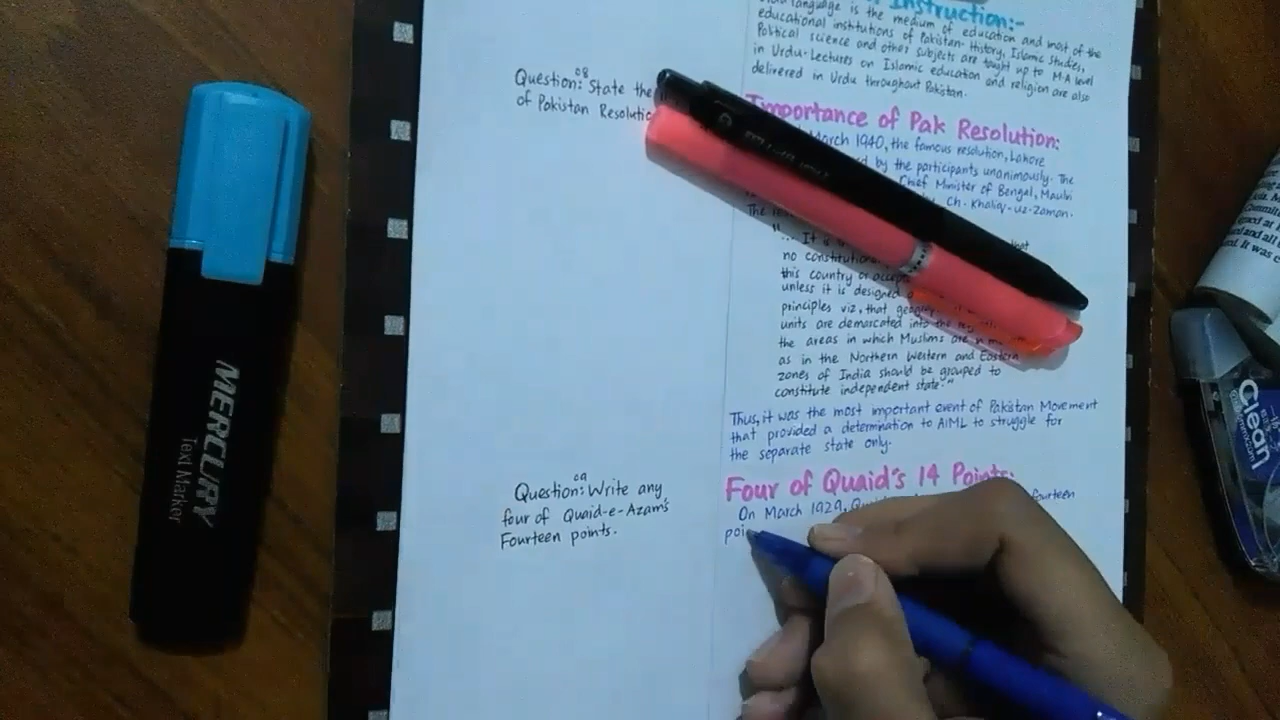 Instruction:-
language is the medium of education and most of the
educational institutions of Pakistan. History, Islamic studies,
Political science and other subjects are taught up to M.A level
in Urdu. Lectures on Islamic education and religion are also
delivered in Urdu throughout Pakistan.
Question:08 State the
of Pakistan
Importance of Pak Resolution:
March 1940, the famous resolution, Lahore
by the participants unanimously. The
Chief Minister of Bengal, Maulvi
Ch. Khaliq-uz-Zaman.
The
"... It is
no
this country or
unless it is designed
principles viz, that
units are demarcated into
the areas in which Muslims are
as in the Northern Western and Eastern
zones of India should be grouped to
constitute independent state."
Thus, it was the most important event of Pakistan Movement
that provided a determination to AIML to struggle for
the separate state only.
Question:09 Write any
four of Quaid-e-Azam's
Fourteen points.
Four of Quaid's 14 Points:
On March 1929, fourteen
MERCURY
Text Marker
Clean